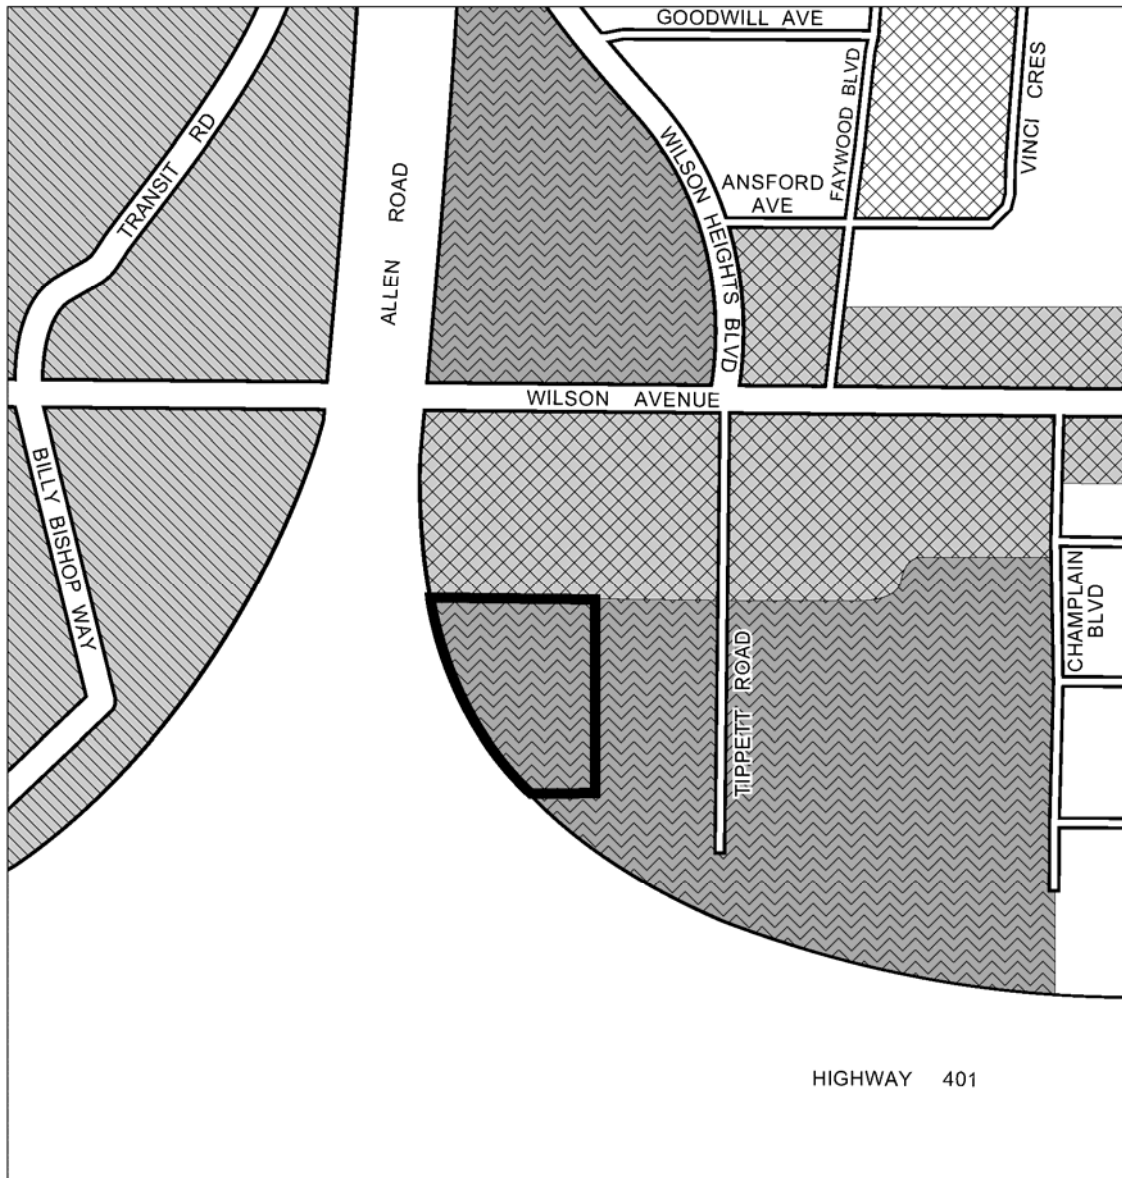 GOODWILL AVE
TRANSIT RD
ALLEN ROAD
WILSON HEIGHTS BLVD
FAYWOOD BLVD
VINCI CRES
ANSFORD
AVE
WILSON AVENUE
BILLY BISHOP WAY
TIPPETT ROAD
CHAMPLAIN
BLVD
HIGHWAY 401